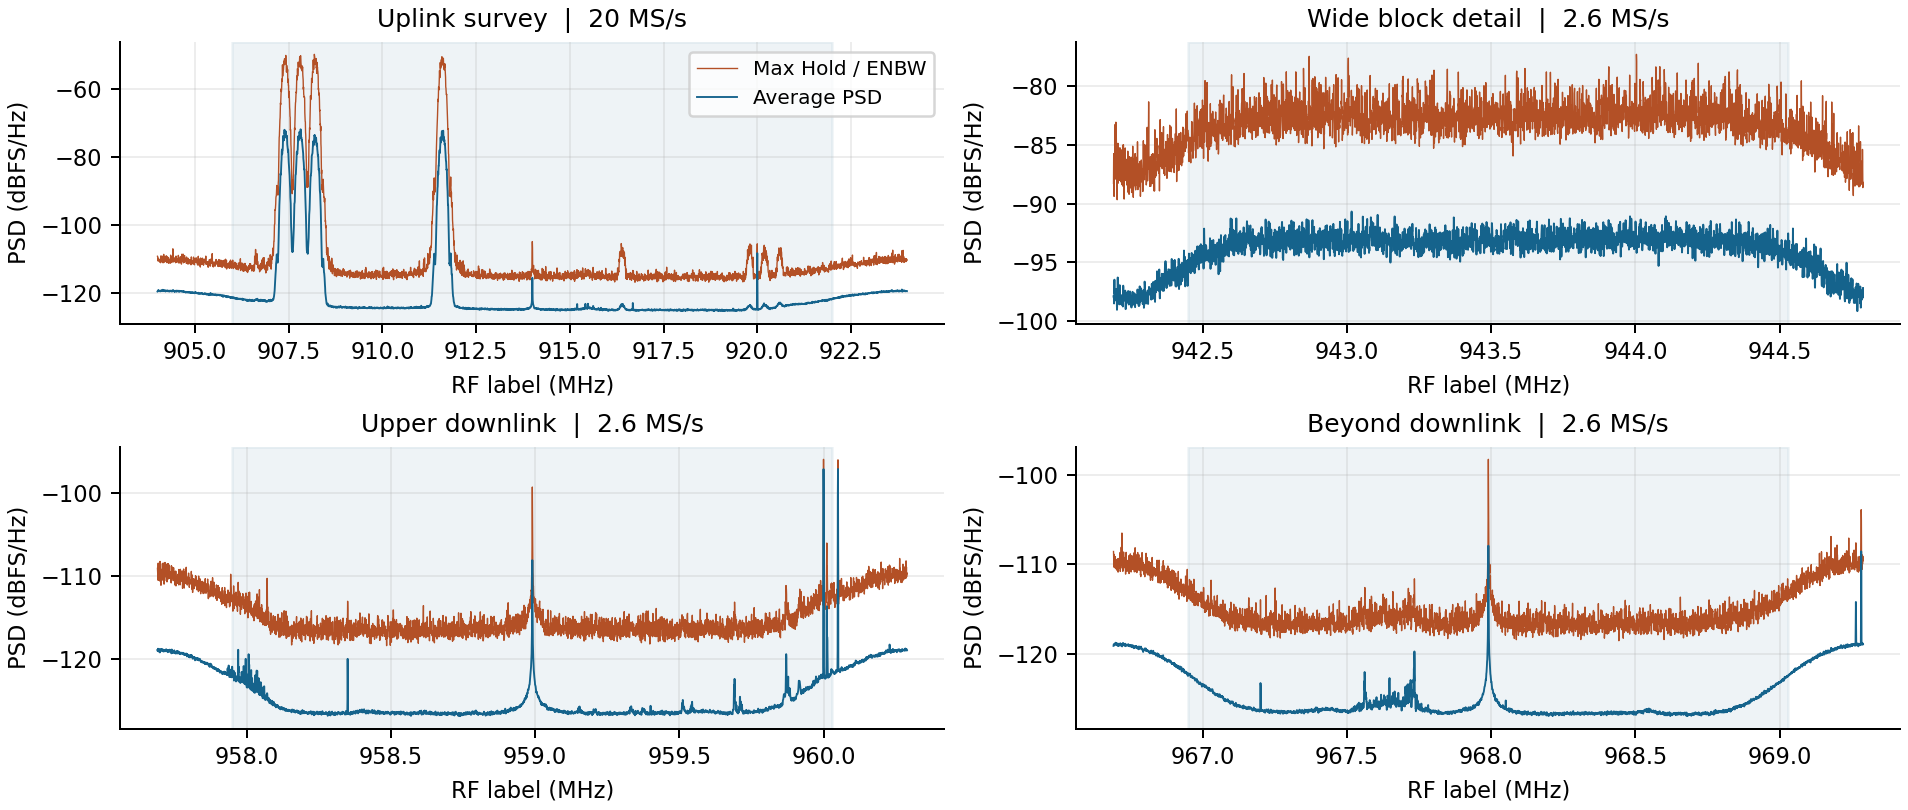 Uplink survey | 20 MS/s
PSD (dBFS/Hz)
−60
−80
−100
−120
Max Hold / ENBW
Average PSD
905.0 907.5 910.0 912.5 915.0 917.5 920.0 922.5
RF label (MHz)
Wide block detail | 2.6 MS/s
PSD (dBFS/Hz)
−80
−85
−90
−95
−100
942.5 943.0 943.5 944.0 944.5
RF label (MHz)
Upper downlink | 2.6 MS/s
PSD (dBFS/Hz)
−100
−110
−120
958.0 958.5 959.0 959.5 960.0
RF label (MHz)
Beyond downlink | 2.6 MS/s
PSD (dBFS/Hz)
−100
−110
−120
967.0 967.5 968.0 968.5 969.0
RF label (MHz)